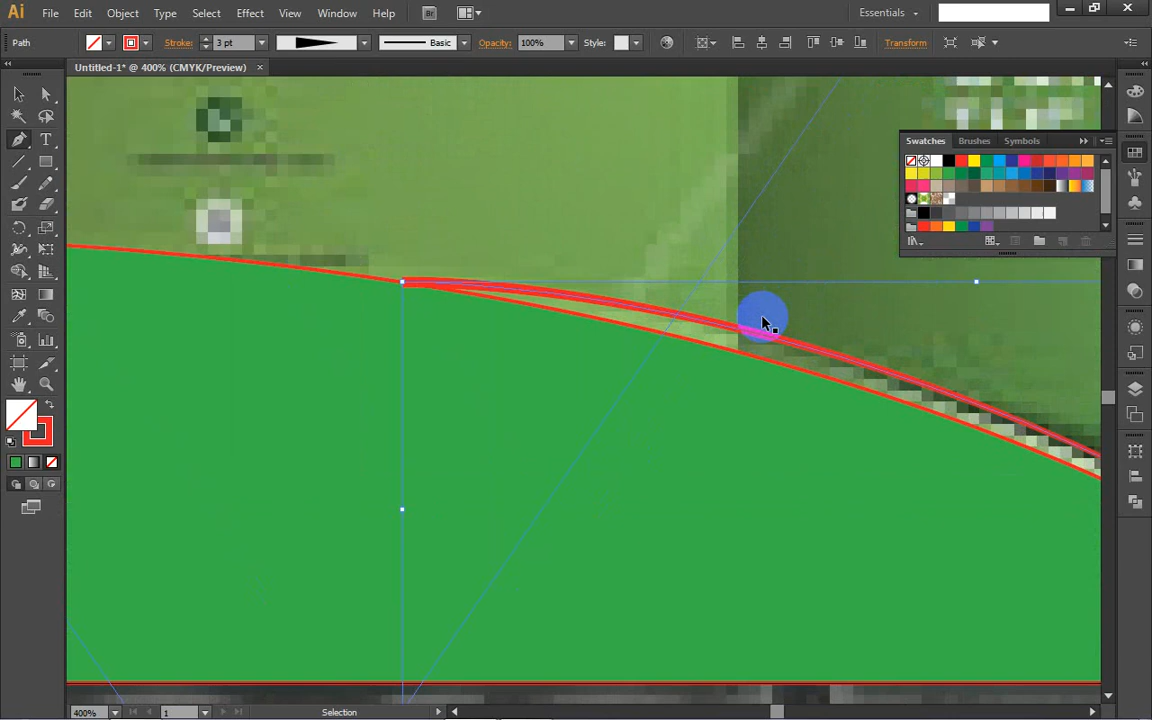 Ai File Edit Object Type Select Effect View Window Help Br Essentials
Path Stroke: 3 pt Basic Opacity: 100% Style: Transform
Untitled-1* @ 400% (CMYK/Preview) ×
Swatches Brushes Symbols
T
400% 1 Selection